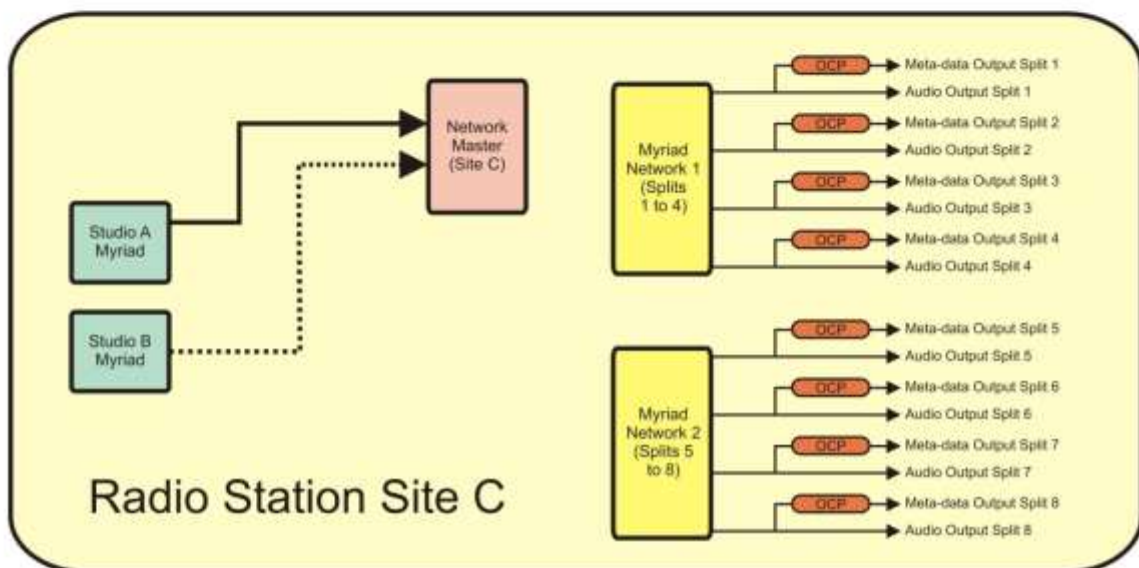 Network
Master
(Site C)
Studio A
Myriad
Studio B
Myriad
Radio Station Site C
Myriad
Network 1
(Splits
1 to 4)
OCP
Meta-data Output Split 1
Audio Output Split 1
OCP
Meta-data Output Split 2
Audio Output Split 2
OCP
Meta-data Output Split 3
Audio Output Split 3
OCP
Meta-data Output Split 4
Audio Output Split 4
Myriad
Network 2
(Splits 5
to 8)
OCP
Meta-data Output Split 5
Audio Output Split 5
OCP
Meta-data Output Split 6
Audio Output Split 6
OCP
Meta-data Output Split 7
Audio Output Split 7
OCP
Meta-data Output Split 8
Audio Output Split 8